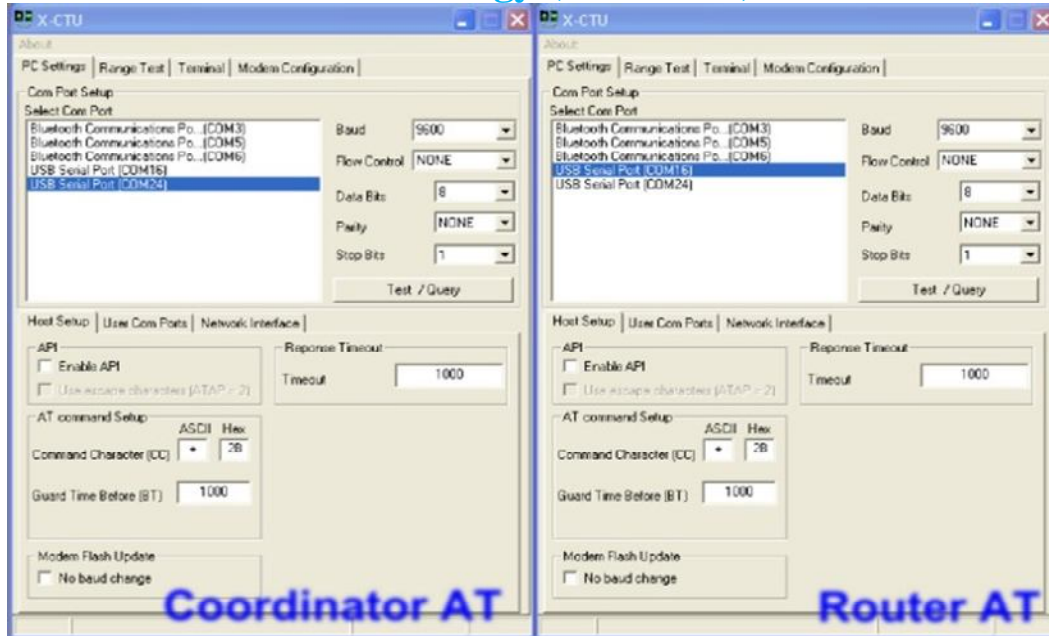 X-CTU
About
PC Settings Range Test Terminal Modem Configuration
Com Port Setup
Select Com Port
Bluetooth Communications Po...(COM3)
Bluetooth Communications Po...(COM5)
Bluetooth Communications Po...(COM6)
USB Serial Port (COM16)
USB Serial Port (COM24)
Baud 9600
Flow Control NONE
Data Bits 8
Parity NONE
Stop Bits 1
Test / Query
Host Setup User Com Ports Network Interface
API
Enable API
Use escape characters (ATAP = 2)
Reponse Timeout
Timeout 1000
AT command Setup
ASCII Hex
Command Character (CC) + 2B
Guard Time Before (BT) 1000
Modem Flash Update
No baud change
Coordinator AT
X-CTU
About
PC Settings Range Test Terminal Modem Configuration
Com Port Setup
Select Com Port
Bluetooth Communications Po...(COM3)
Bluetooth Communications Po...(COM5)
Bluetooth Communications Po...(COM6)
USB Serial Port (COM16)
USB Serial Port (COM24)
Baud 9600
Flow Control NONE
Data Bits 8
Parity NONE
Stop Bits 1
Test / Query
Host Setup User Com Ports Network Interface
API
Enable API
Use escape characters (ATAP = 2)
Reponse Timeout
Timeout 1000
AT command Setup
ASCII Hex
Command Character (CC) + 2B
Guard Time Before (BT) 1000
Modem Flash Update
No baud change
Router AT